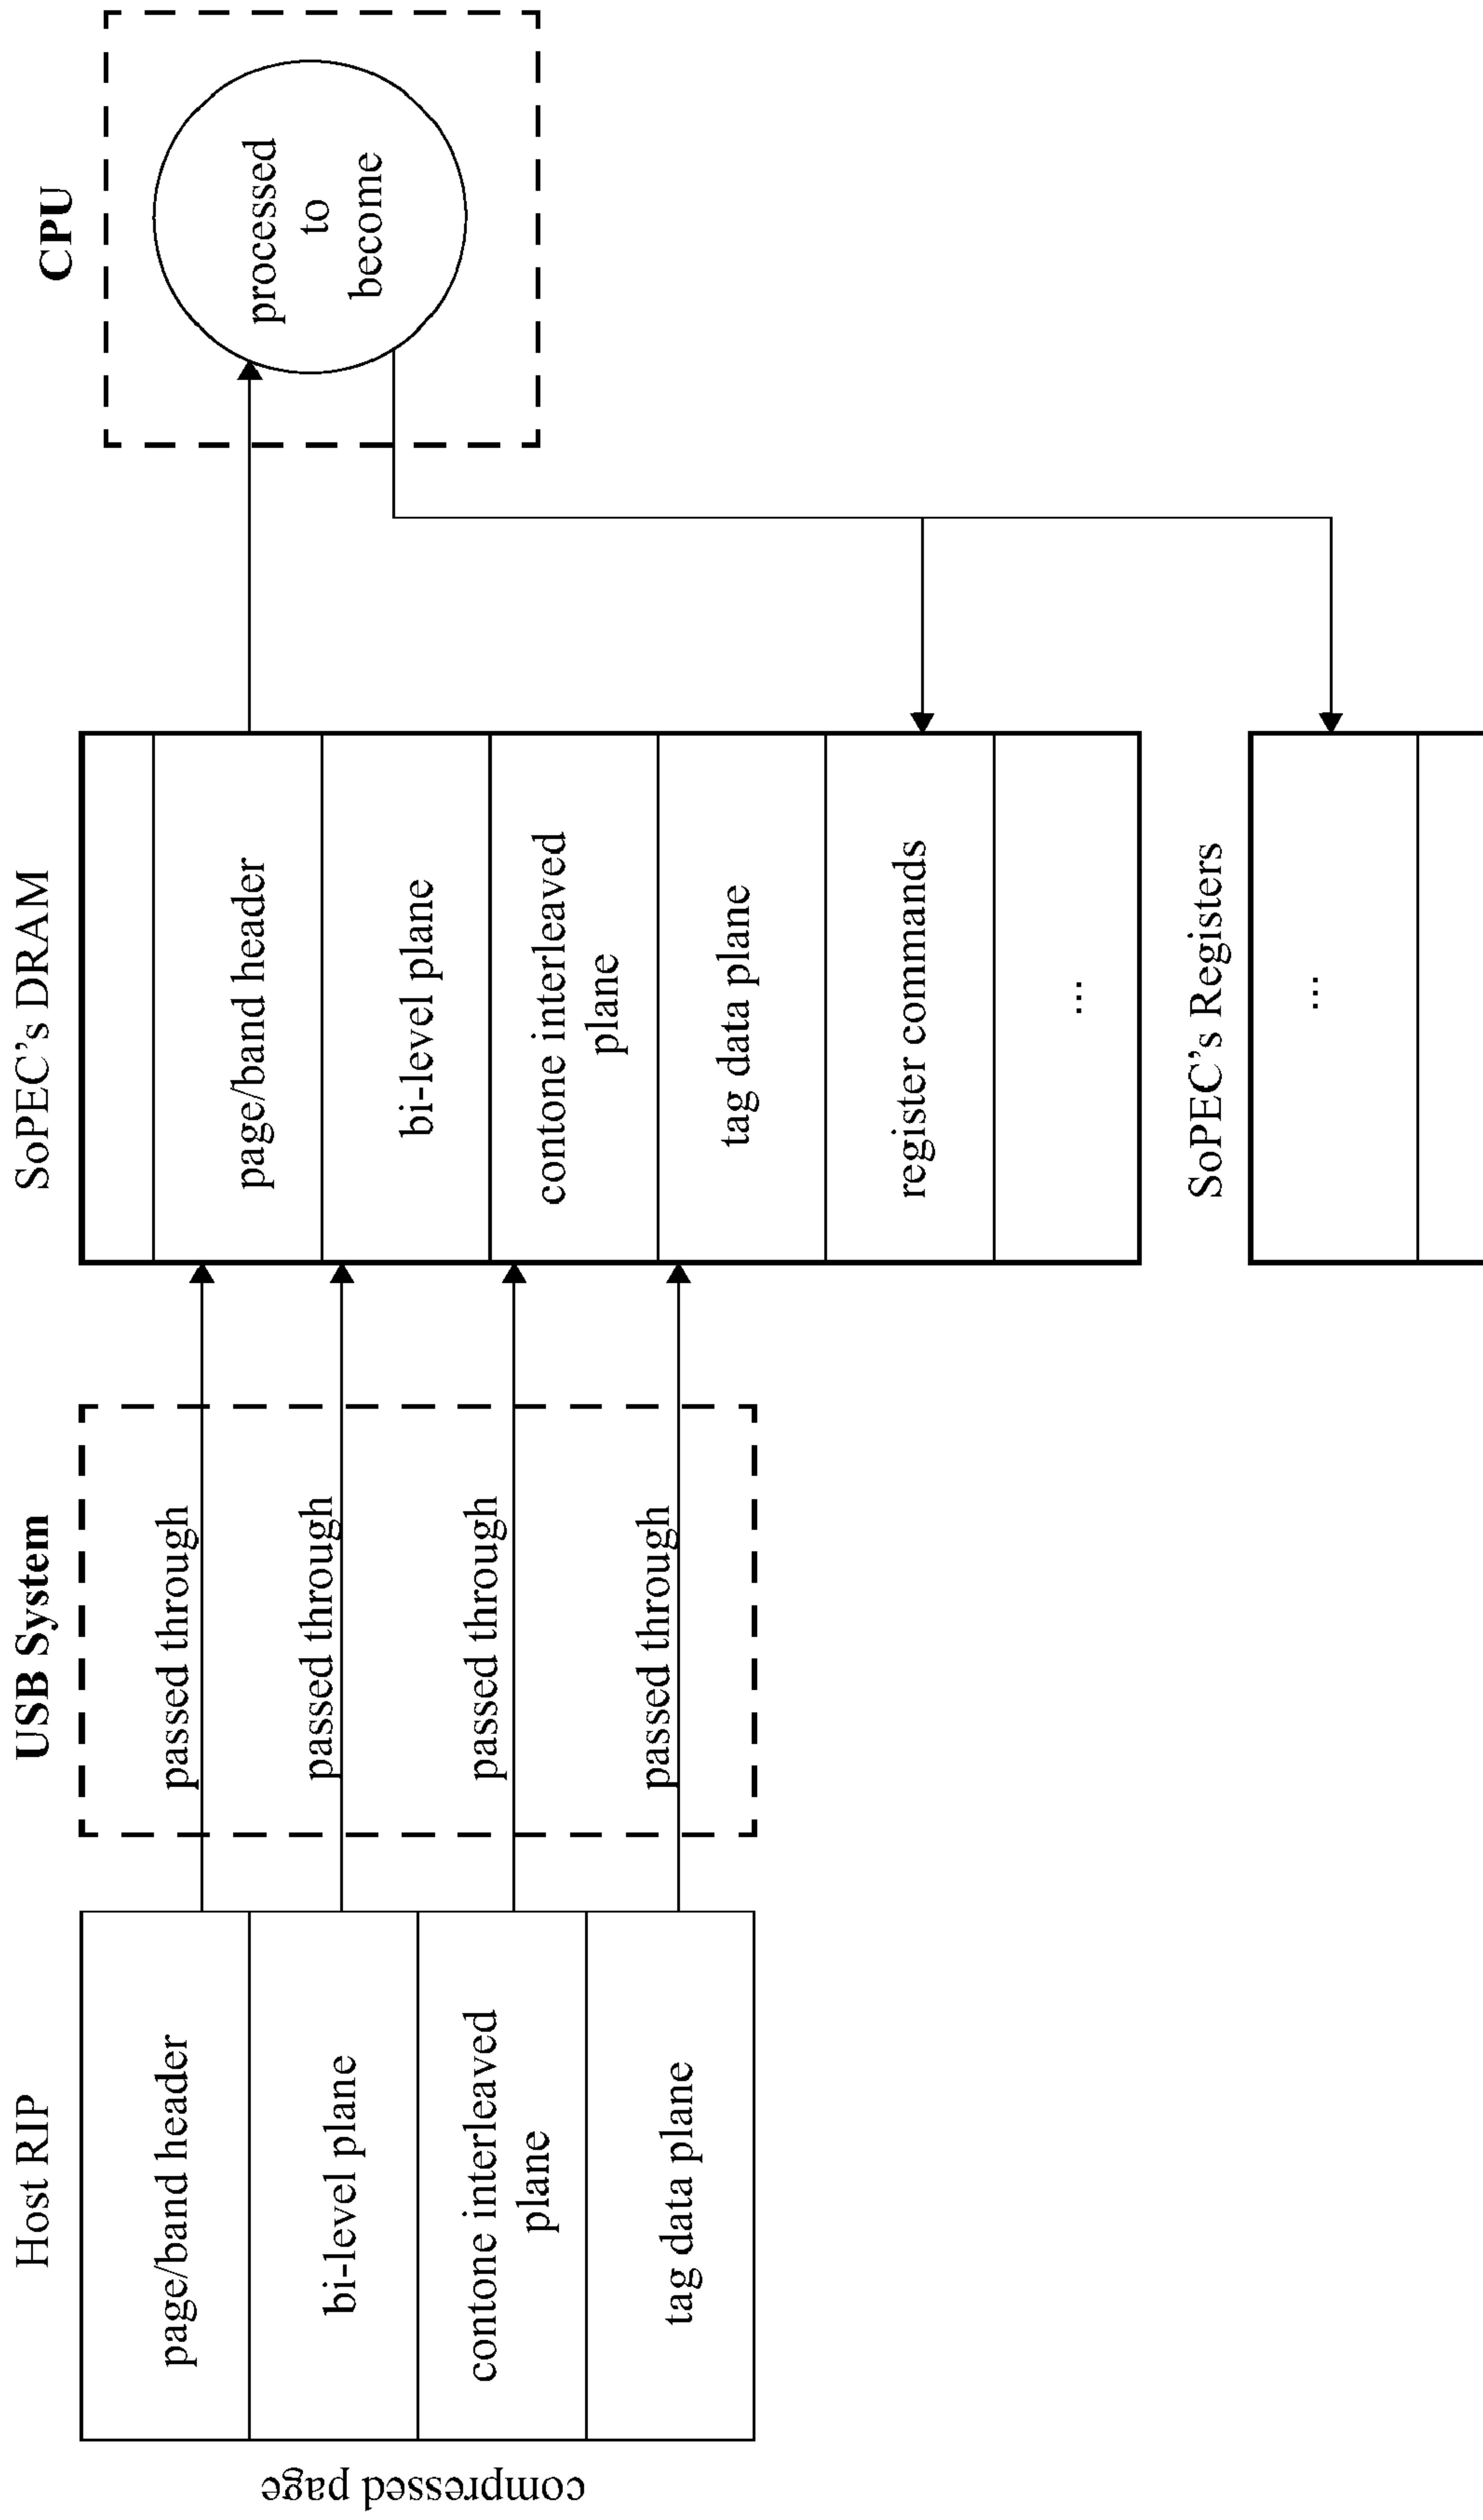 Host RIP
compressed page
page/band header
bi-level plane
contone interleaved
plane
tag data plane
USB System
passed through
passed through
passed through
passed through
SoPEC's DRAM
page/band header
bi-level plane
contone interleaved
plane
tag data plane
register commands
...
CPU
processed
to
become
SoPEC's Registers
...